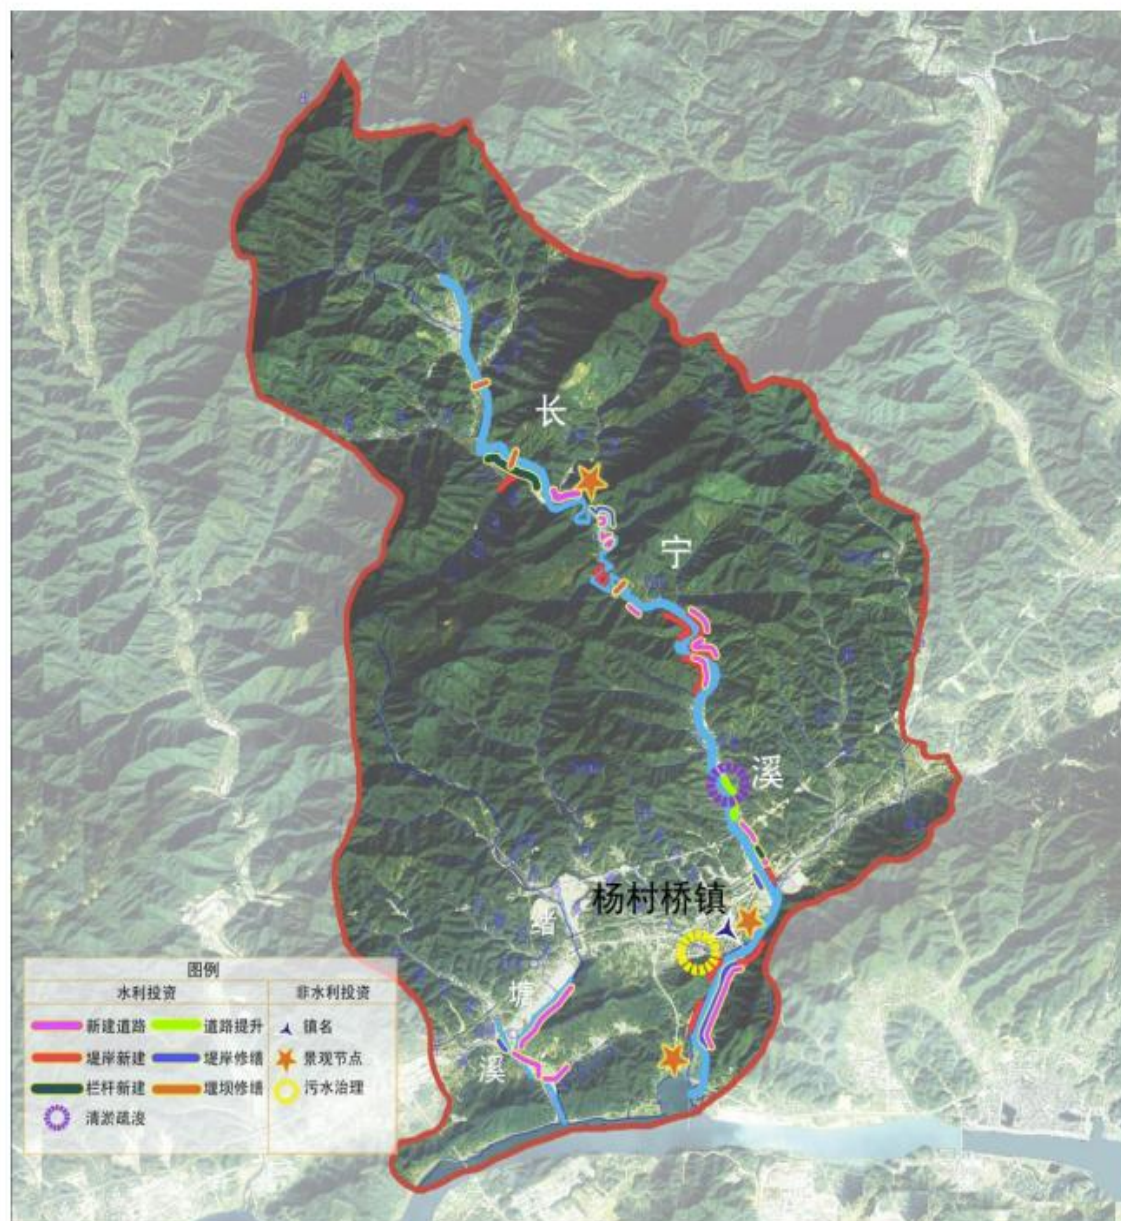 长
宁
溪
杨村桥镇
绪
塘
溪
图例
水利投资 非水利投资
新建道路 道路提升 镇名
堤岸新建 堤岸修缮 景观节点
栏杆新建 堰坝修缮 污水治理
清淤疏浚